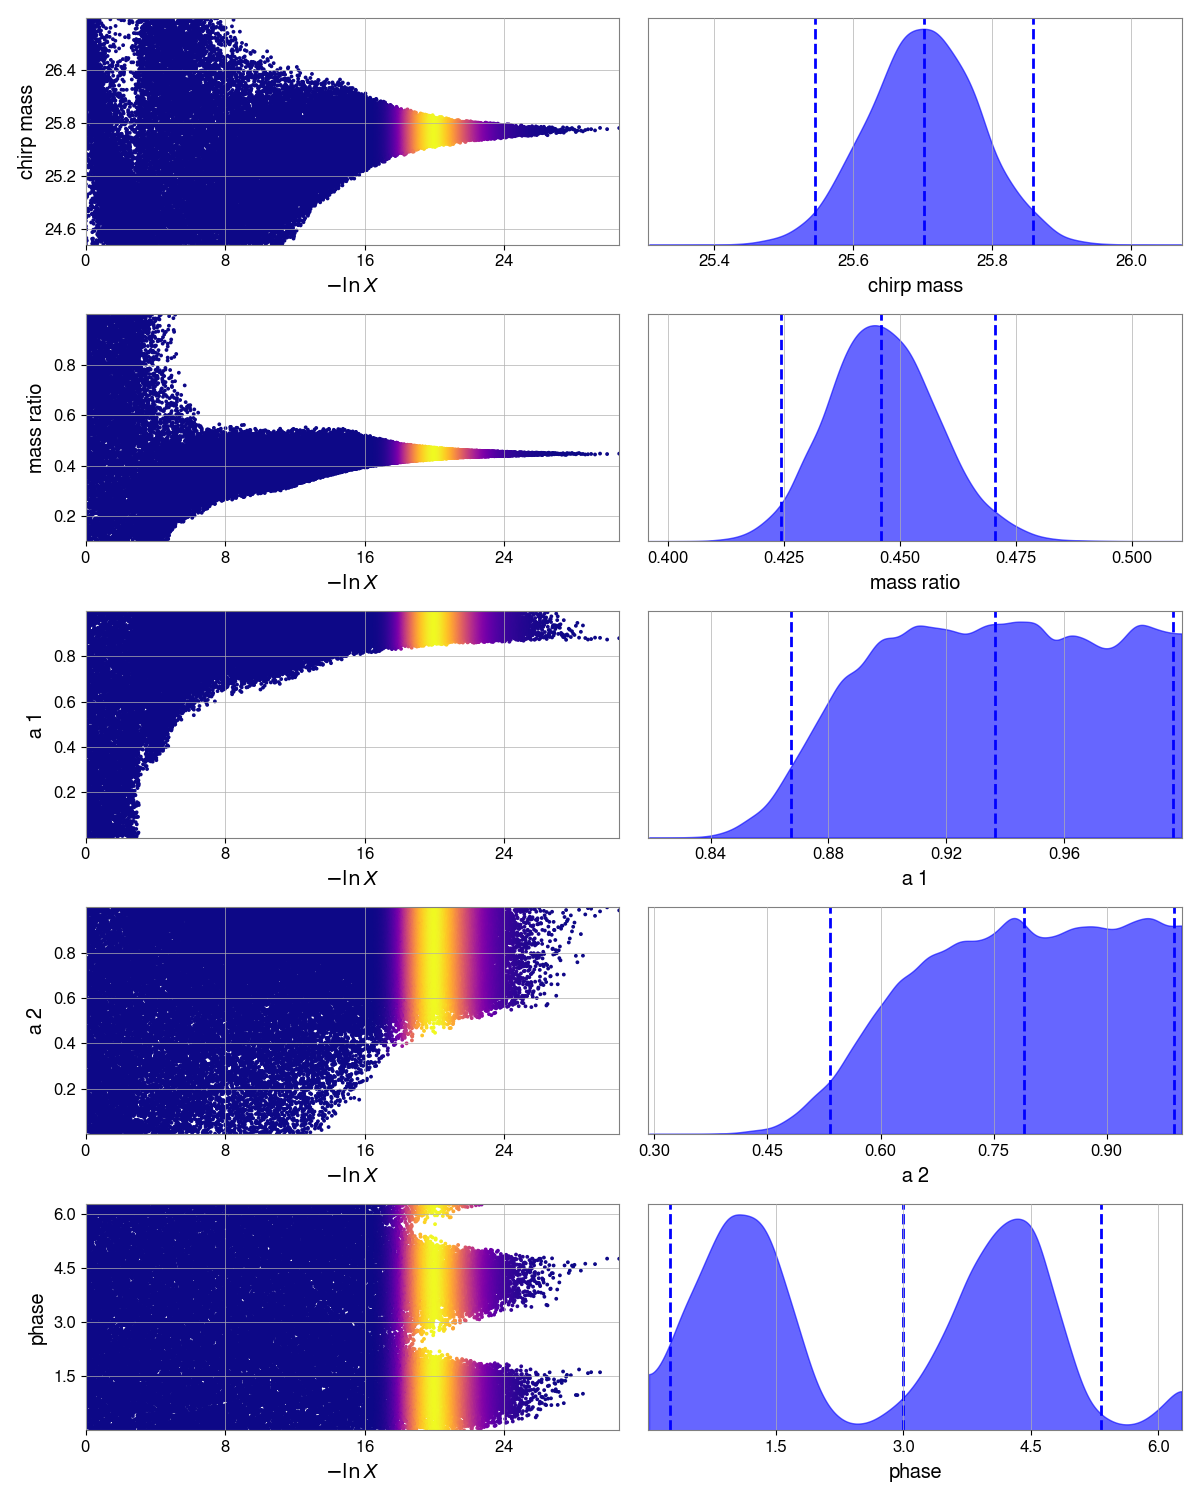 26.4
25.8
25.2
24.6
chirp mass
0 8 16 24
−ln X
25.4 25.6 25.8 26.0
chirp mass
0.8
0.6
0.4
0.2
mass ratio
0 8 16 24
−ln X
0.400 0.425 0.450 0.475 0.500
mass ratio
0.8
0.6
0.4
0.2
a 1
0 8 16 24
−ln X
0.84 0.88 0.92 0.96
a 1
0.8
0.6
0.4
0.2
a 2
0 8 16 24
−ln X
0.30 0.45 0.60 0.75 0.90
a 2
6.0
4.5
3.0
1.5
phase
0 8 16 24
−ln X
1.5 3.0 4.5 6.0
phase